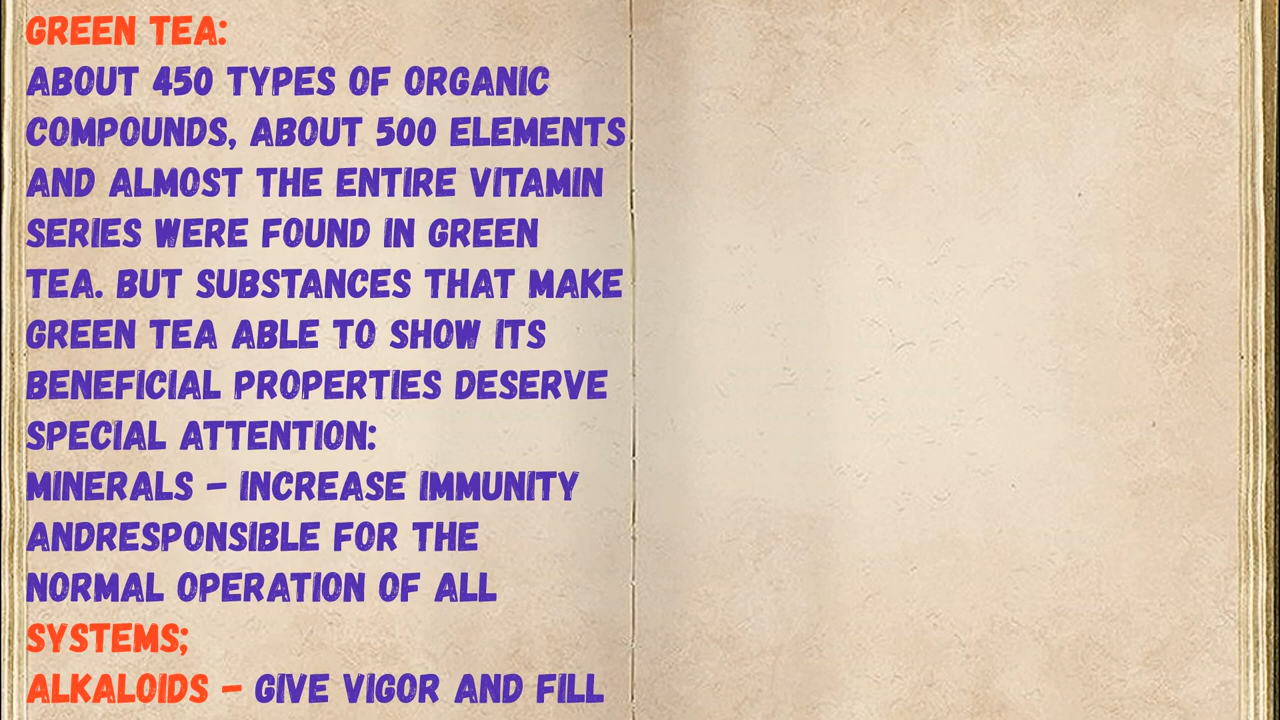 GREEN TEA:
ABOUT 450 TYPES OF ORGANIC
COMPOUNDS, ABOUT 500 ELEMENTS
AND ALMOST THE ENTIRE VITAMIN
SERIES WERE FOUND IN GREEN
TEA. BUT SUBSTANCES THAT MAKE
GREEN TEA ABLE TO SHOW ITS
BENEFICIAL PROPERTIES DESERVE
SPECIAL ATTENTION:
MINERALS – INCREASE IMMUNITY
ANDRESPONSIBLE FOR THE
NORMAL OPERATION OF ALL
SYSTEMS;
ALKALOIDS – GIVE VIGOR AND FILL